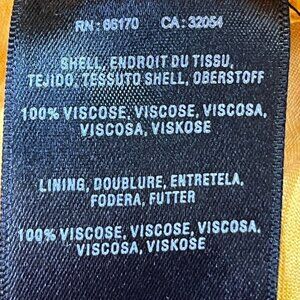 RN : 66170 CA : 32054
SHELL, ENDROIT DU TISSU,
TEJIDO, TESSUTO SHELL, OBERSTOFF
100% VISCOSE, VISCOSE, VISCOSA,
VISCOSA, VISKOSE
LINING, DOUBLURE, ENTRETELA,
FODERA, FUTTER
100% VISCOSE, VISCOSE, VISCOSA,
VISCOSA, VISKOSE